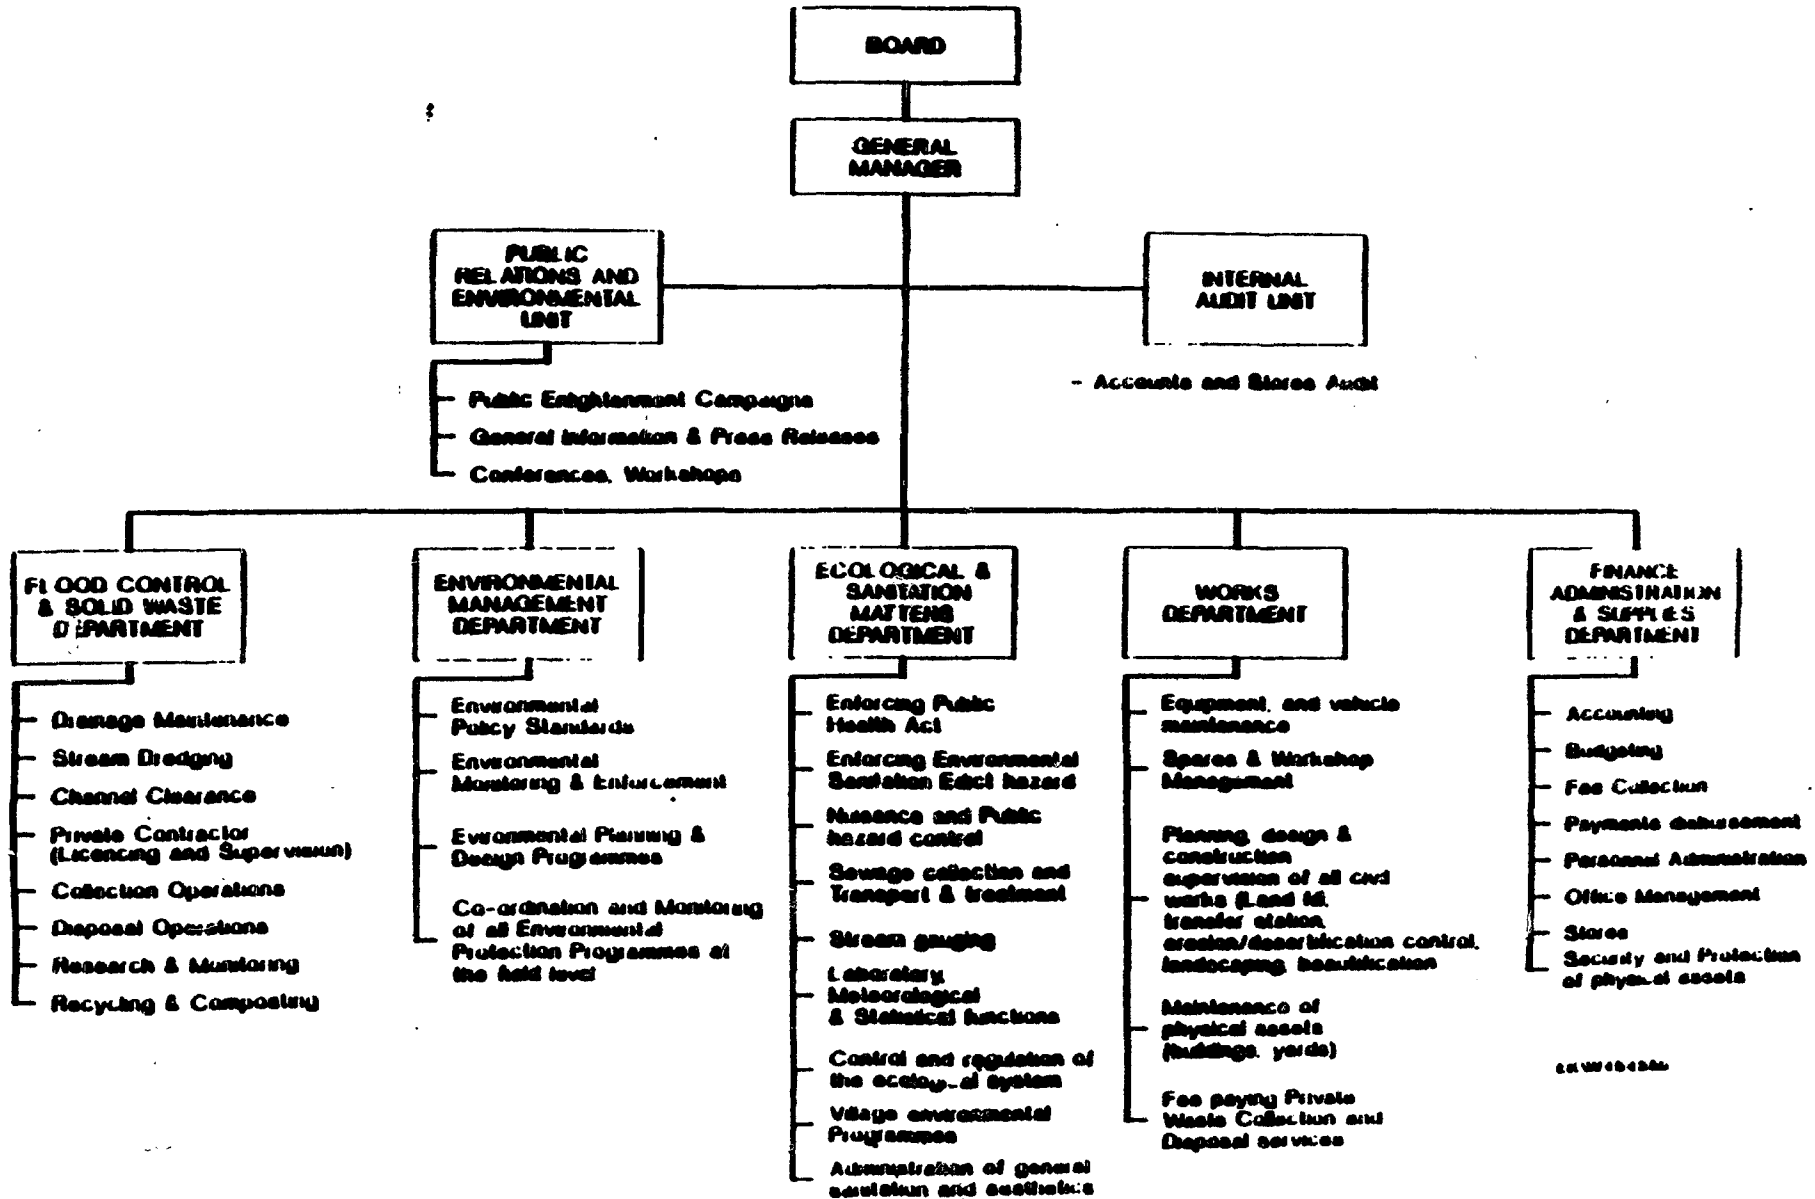 BOARD
GENERAL
MANAGER
PUBLIC
RELATIONS AND
ENVIRONMENTAL
UNIT
INTERNAL
AUDIT UNIT
- Accounts and Stores Audit
Public Enlightenment Campaigns
General Information & Press Releases
Conferences, Workshops
FLOOD CONTROL
& SOLID WASTE
DEPARTMENT
Drainage Maintenance
Stream Dredging
Channel Clearance
Private Contractor
(Licencing and Supervision)
Collection Operations
Disposal Operations
Research & Monitoring
Recycling & Composting
ENVIRONMENTAL
MANAGEMENT
DEPARTMENT
Environmental
Policy Standards
Environmental
Monitoring & Enforcement
Evironmental Planning &
Design Programmes
Co-ordination and Monitoring
of all Environmental
Protection Programmes at
the field level
ECOLOGICAL &
SANITATION
MATTERS
DEPARTMENT
Enforcing Public
Health Act
Enforcing Environmental
Sanitation Edict hazard
Nuisance and Public
hazard control
Sewage collection and
Transport & treatment
Stream gauging
Laboratory,
Meteorological
& Statistical functions
Control and regulation of
the ecological system
Village environmental
Programmes
Administration of general
sanitation and aesthetics
WORKS
DEPARTMENT
Equipment, and vehicle
maintenance
Spares & Workshop
Management
Planning, design &
construction
supervision of all civil
works (Land fill,
transfer station,
erosion/desertification control,
landscaping, beautification
Maintenance of
physical assets
(buildings, yards)
Fee paying Private
Waste Collection and
Disposal services
FINANCE
ADMINISTRATION
& SUPPLIES
DEPARTMENT
Accounting
Budgeting
Fee Collection
Payments disbursement
Personnel Administration
Office Management
Stores
Security and Protection
of physical assets